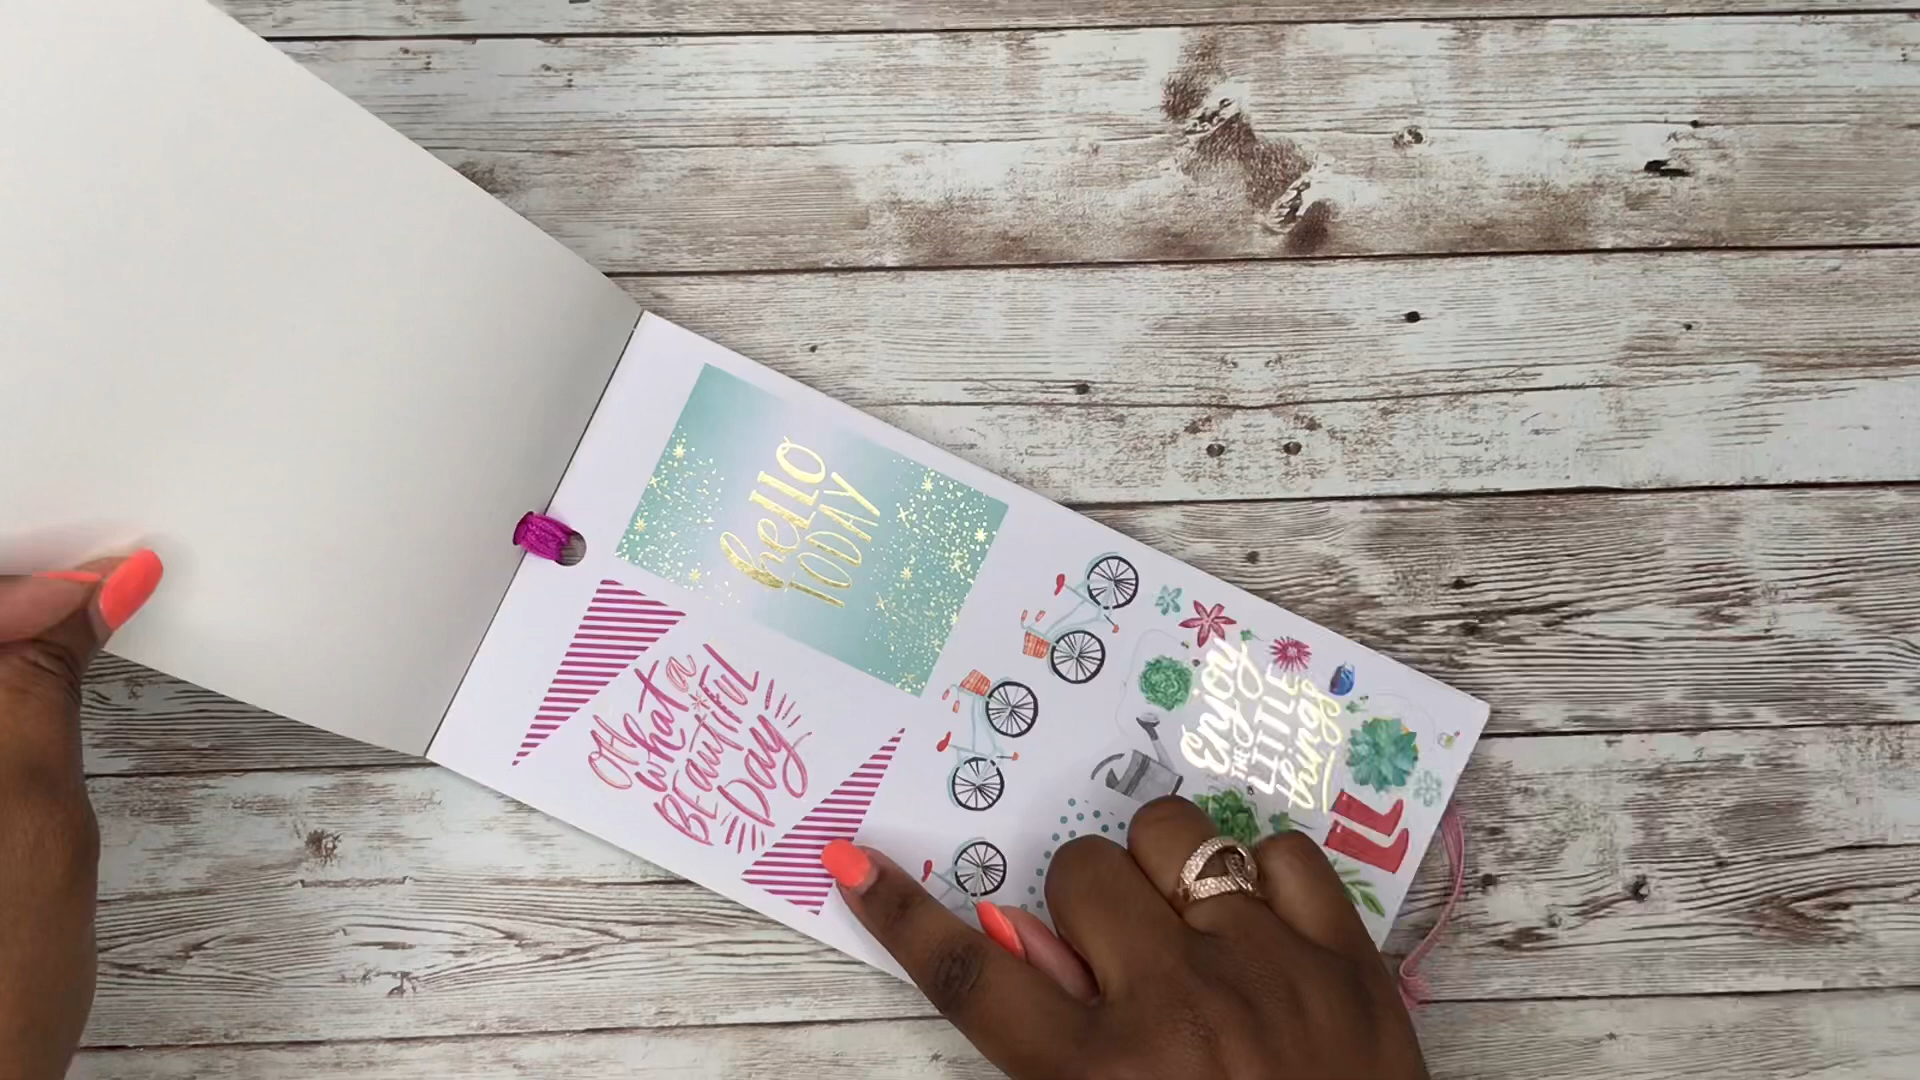 hello
TODAY
OH
what a
BEAUTIFUL
Day
Enjoy
THE
LITTLE
things